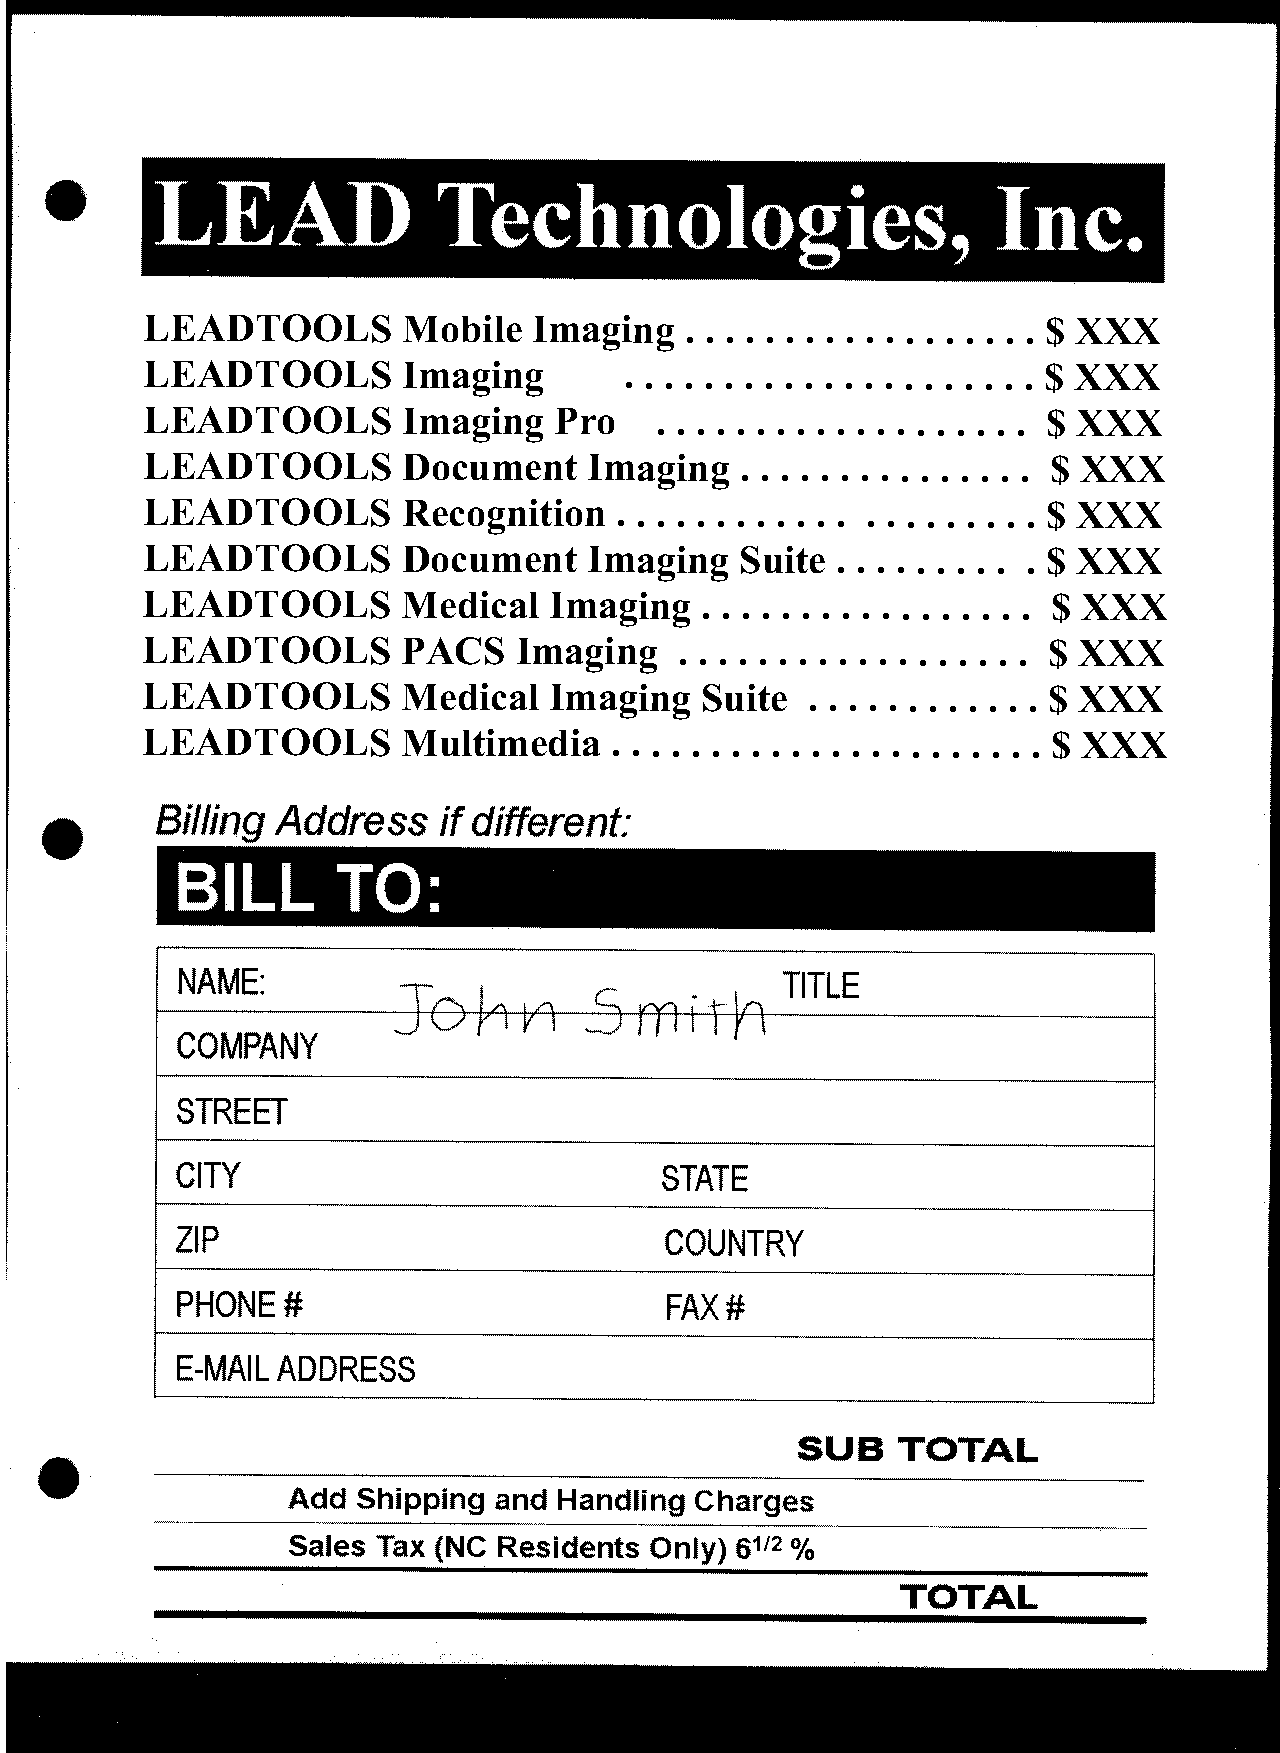 LEAD Technologies, Inc.
LEADTOOLS Mobile Imaging . . . . . . . . . . . . . . . . . . $ XXX
LEADTOOLS Imaging . . . . . . . . . . . . . . . . . . . . . $ XXX
LEADTOOLS Imaging Pro . . . . . . . . . . . . . . . . . . . $ XXX
LEADTOOLS Document Imaging . . . . . . . . . . . . . . . $ XXX
LEADTOOLS Recognition . . . . . . . . . . . . . . . . . . . . . $ XXX
LEADTOOLS Document Imaging Suite . . . . . . . . . . $ XXX
LEADTOOLS Medical Imaging . . . . . . . . . . . . . . . . . $ XXX
LEADTOOLS PACS Imaging . . . . . . . . . . . . . . . . . . $ XXX
LEADTOOLS Medical Imaging Suite . . . . . . . . . . . . $ XXX
LEADTOOLS Multimedia . . . . . . . . . . . . . . . . . . . . . . $ XXX
Billing Address if different:
BILL TO:
NAME: John Smith TITLE
COMPANY
STREET
CITY STATE
ZIP COUNTRY
PHONE # FAX #
E-MAIL ADDRESS
SUB TOTAL
Add Shipping and Handling Charges
Sales Tax (NC Residents Only) 6 1/2 %
TOTAL